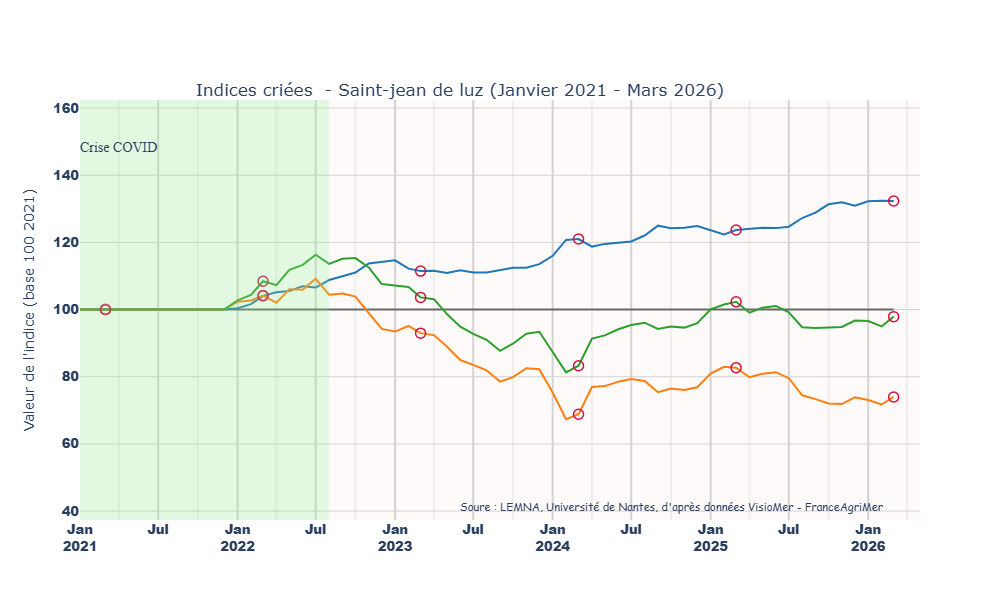 Indices criées  - Saint-jean de luz (Janvier 2021 - Mars 2026)
Valeur de l'indice (base 100 2021)
160
140
120
100
80
60
40
Crise COVID
Soure : LEMNA, Université de Nantes, d'après données VisioMer - FranceAgriMer
Jan Jul Jan Jul Jan Jul Jan Jul Jan Jul Jan
2021 2022 2023 2024 2025 2026